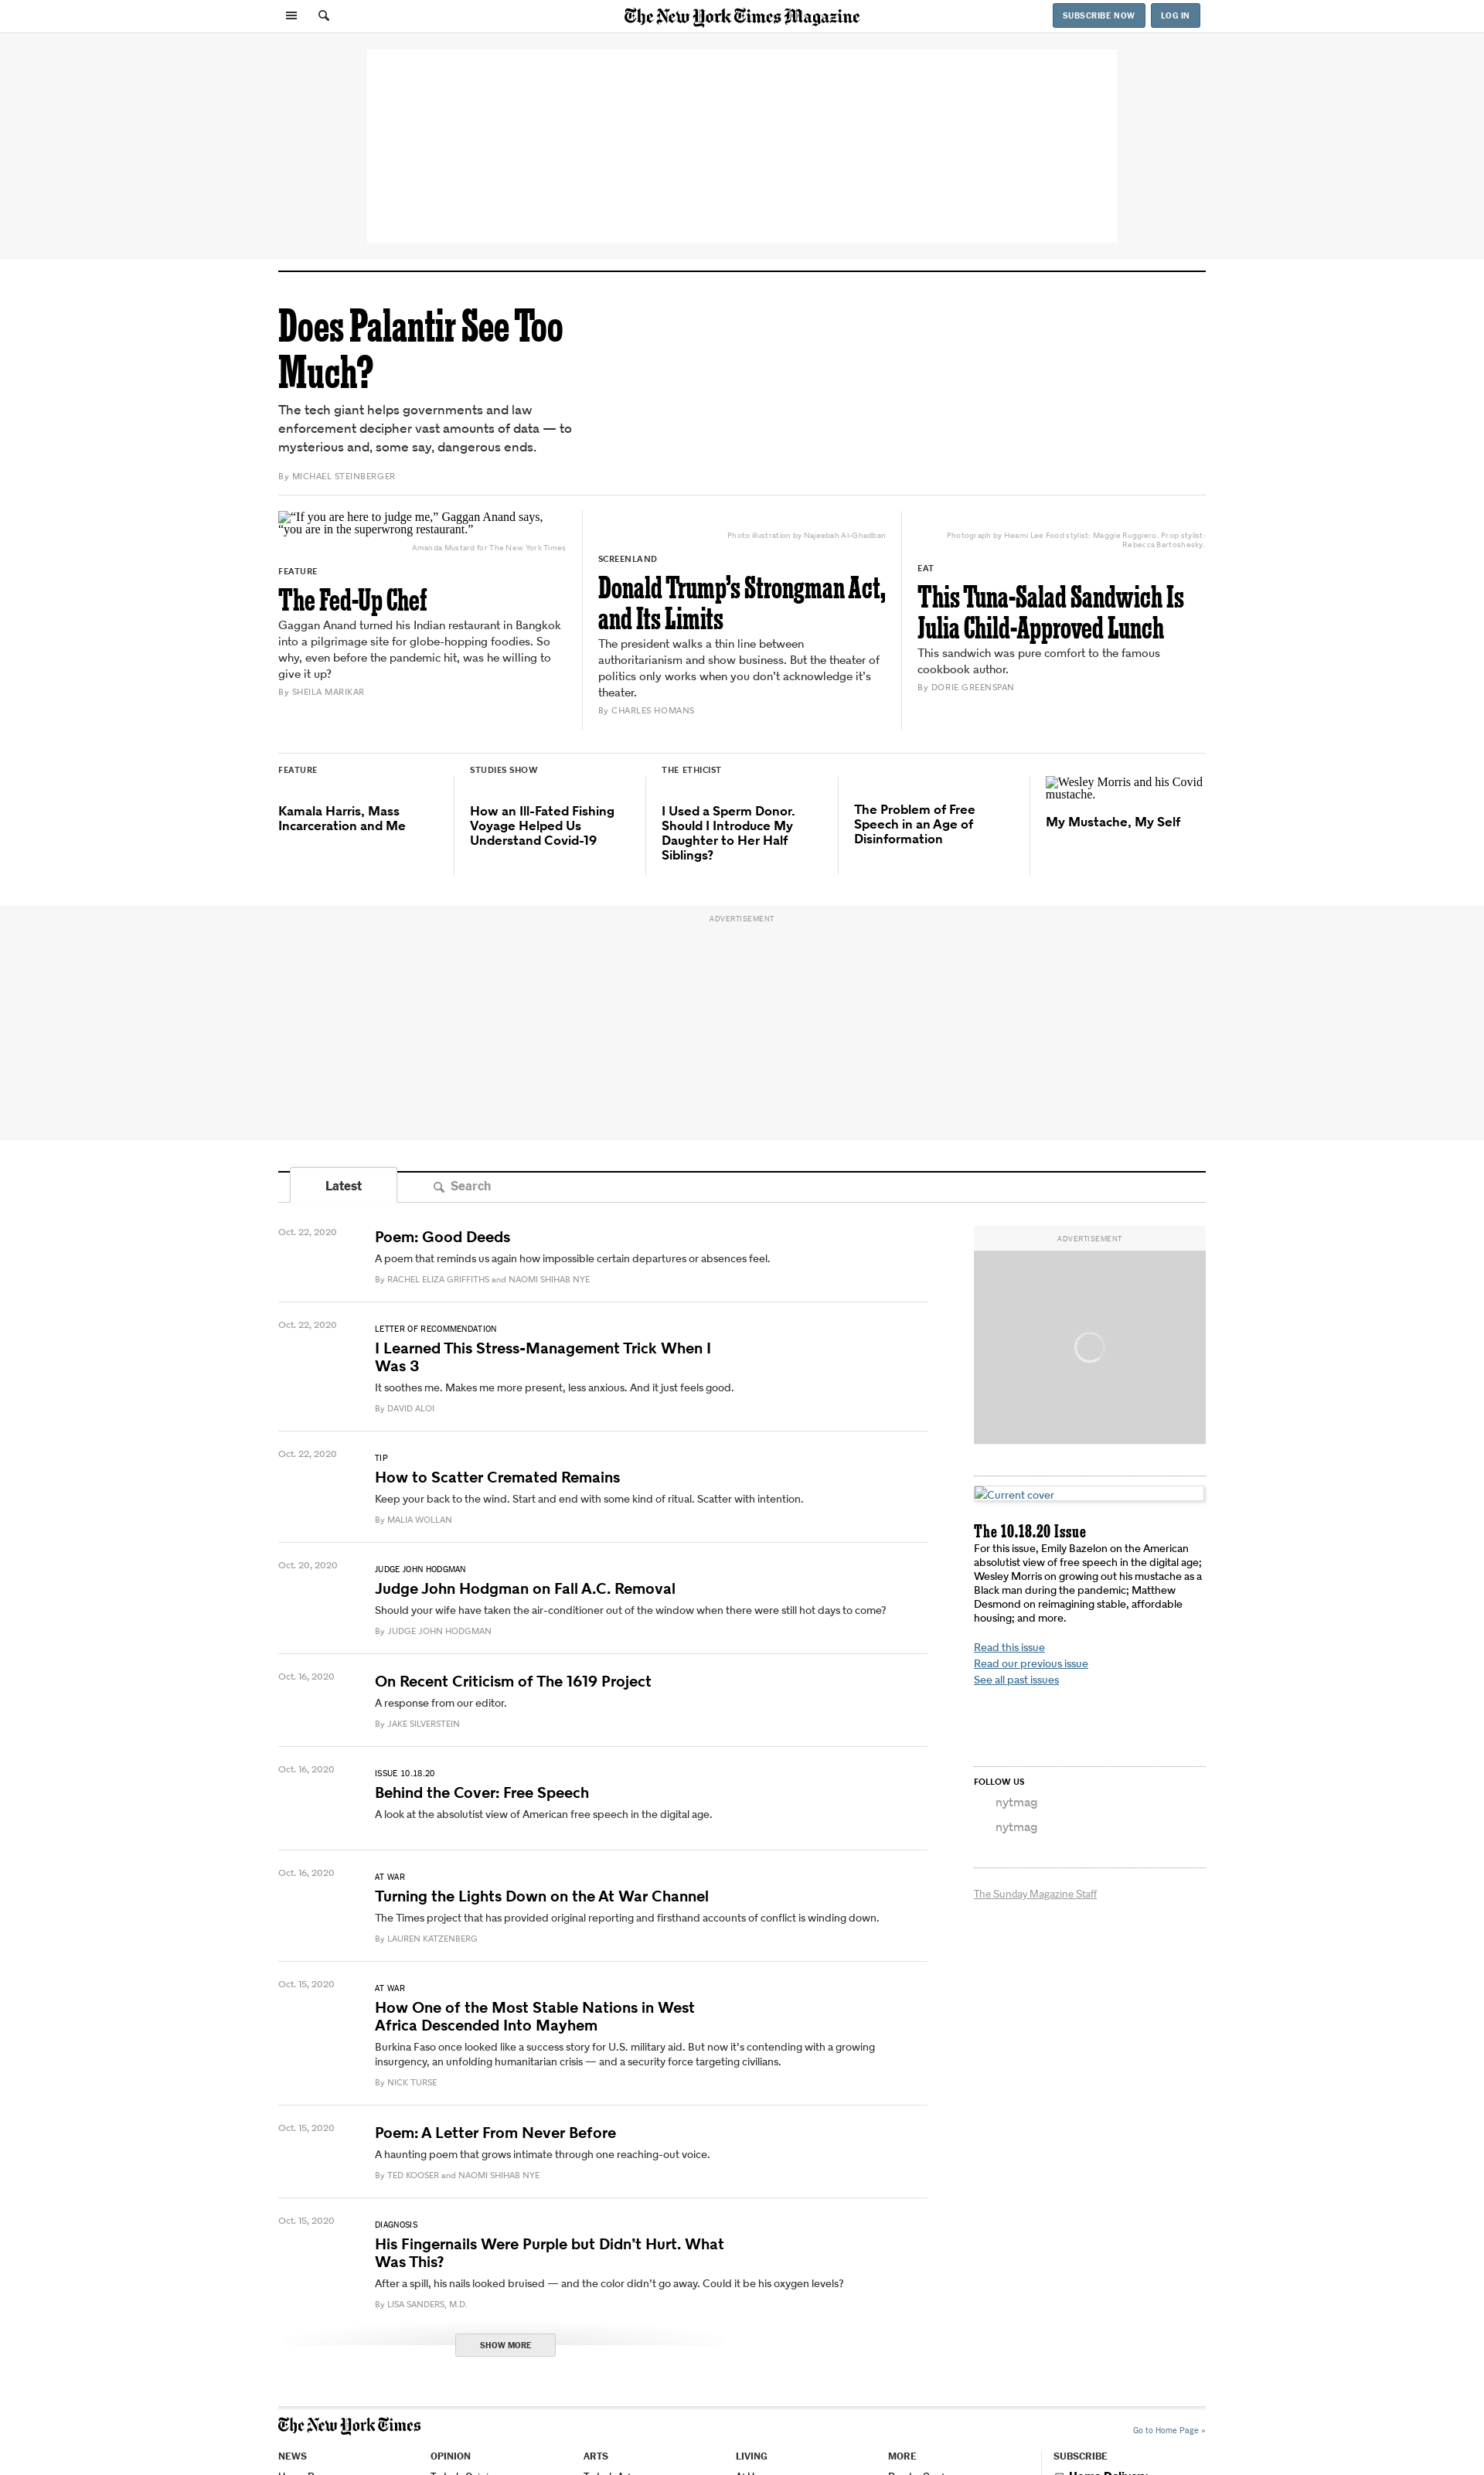 The New York Times Magazine
SUBSCRIBE NOW
LOG IN
Does Palantir See Too
Much?
The tech giant helps governments and law
enforcement decipher vast amounts of data — to
mysterious and, some say, dangerous ends.
By MICHAEL STEINBERGER
“If you are here to judge me,” Gaggan Anand says,
“you are in the superwrong restaurant.”
Amanda Mustard for The New York Times
FEATURE
The Fed-Up Chef
Gaggan Anand turned his Indian restaurant in Bangkok
into a pilgrimage site for globe-hopping foodies. So
why, even before the pandemic hit, was he willing to
give it up?
By SHEILA MARIKAR
Photo illustration by Najeebah Al-Ghadban
SCREENLAND
Donald Trump’s Strongman Act,
and Its Limits
The president walks a thin line between
authoritarianism and show business. But the theater of
politics only works when you don’t acknowledge it’s
theater.
By CHARLES HOMANS
Photograph by Heami Lee Food stylist: Maggie Ruggiero. Prop stylist:
Rebecca Bartoshesky.
EAT
This Tuna-Salad Sandwich Is
Julia Child-Approved Lunch
This sandwich was pure comfort to the famous
cookbook author.
By DORIE GREENSPAN
FEATURE
Kamala Harris, Mass
Incarceration and Me
STUDIES SHOW
How an Ill-Fated Fishing
Voyage Helped Us
Understand Covid-19
THE ETHICIST
I Used a Sperm Donor.
Should I Introduce My
Daughter to Her Half
Siblings?
The Problem of Free
Speech in an Age of
Disinformation
Wesley Morris and his Covid
mustache.
My Mustache, My Self
ADVERTISEMENT
Latest
Search
Oct. 22, 2020
Poem: Good Deeds
A poem that reminds us again how impossible certain departures or absences feel.
By RACHEL ELIZA GRIFFITHS and NAOMI SHIHAB NYE
Oct. 22, 2020
LETTER OF RECOMMENDATION
I Learned This Stress-Management Trick When I
Was 3
It soothes me. Makes me more present, less anxious. And it just feels good.
By DAVID ALOI
Oct. 22, 2020
TIP
How to Scatter Cremated Remains
Keep your back to the wind. Start and end with some kind of ritual. Scatter with intention.
By MALIA WOLLAN
Oct. 20, 2020
JUDGE JOHN HODGMAN
Judge John Hodgman on Fall A.C. Removal
Should your wife have taken the air-conditioner out of the window when there were still hot days to come?
By JUDGE JOHN HODGMAN
Oct. 16, 2020
On Recent Criticism of The 1619 Project
A response from our editor.
By JAKE SILVERSTEIN
Oct. 16, 2020
ISSUE 10.18.20
Behind the Cover: Free Speech
A look at the absolutist view of American free speech in the digital age.
Oct. 16, 2020
AT WAR
Turning the Lights Down on the At War Channel
The Times project that has provided original reporting and firsthand accounts of conflict is winding down.
By LAUREN KATZENBERG
Oct. 15, 2020
AT WAR
How One of the Most Stable Nations in West
Africa Descended Into Mayhem
Burkina Faso once looked like a success story for U.S. military aid. But now it’s contending with a growing
insurgency, an unfolding humanitarian crisis — and a security force targeting civilians.
By NICK TURSE
Oct. 15, 2020
Poem: A Letter From Never Before
A haunting poem that grows intimate through one reaching-out voice.
By TED KOOSER and NAOMI SHIHAB NYE
Oct. 15, 2020
DIAGNOSIS
His Fingernails Were Purple but Didn’t Hurt. What
Was This?
After a spill, his nails looked bruised — and the color didn’t go away. Could it be his oxygen levels?
By LISA SANDERS, M.D.
SHOW MORE
ADVERTISEMENT
Current cover
The 10.18.20 Issue
For this issue, Emily Bazelon on the American
absolutist view of free speech in the digital age;
Wesley Morris on growing out his mustache as a
Black man during the pandemic; Matthew
Desmond on reimagining stable, affordable
housing; and more.
Read this issue
Read our previous issue
See all past issues
FOLLOW US
nytmag
nytmag
The Sunday Magazine Staff
The New York Times
Go to Home Page »
NEWS
OPINION
ARTS
LIVING
MORE
SUBSCRIBE